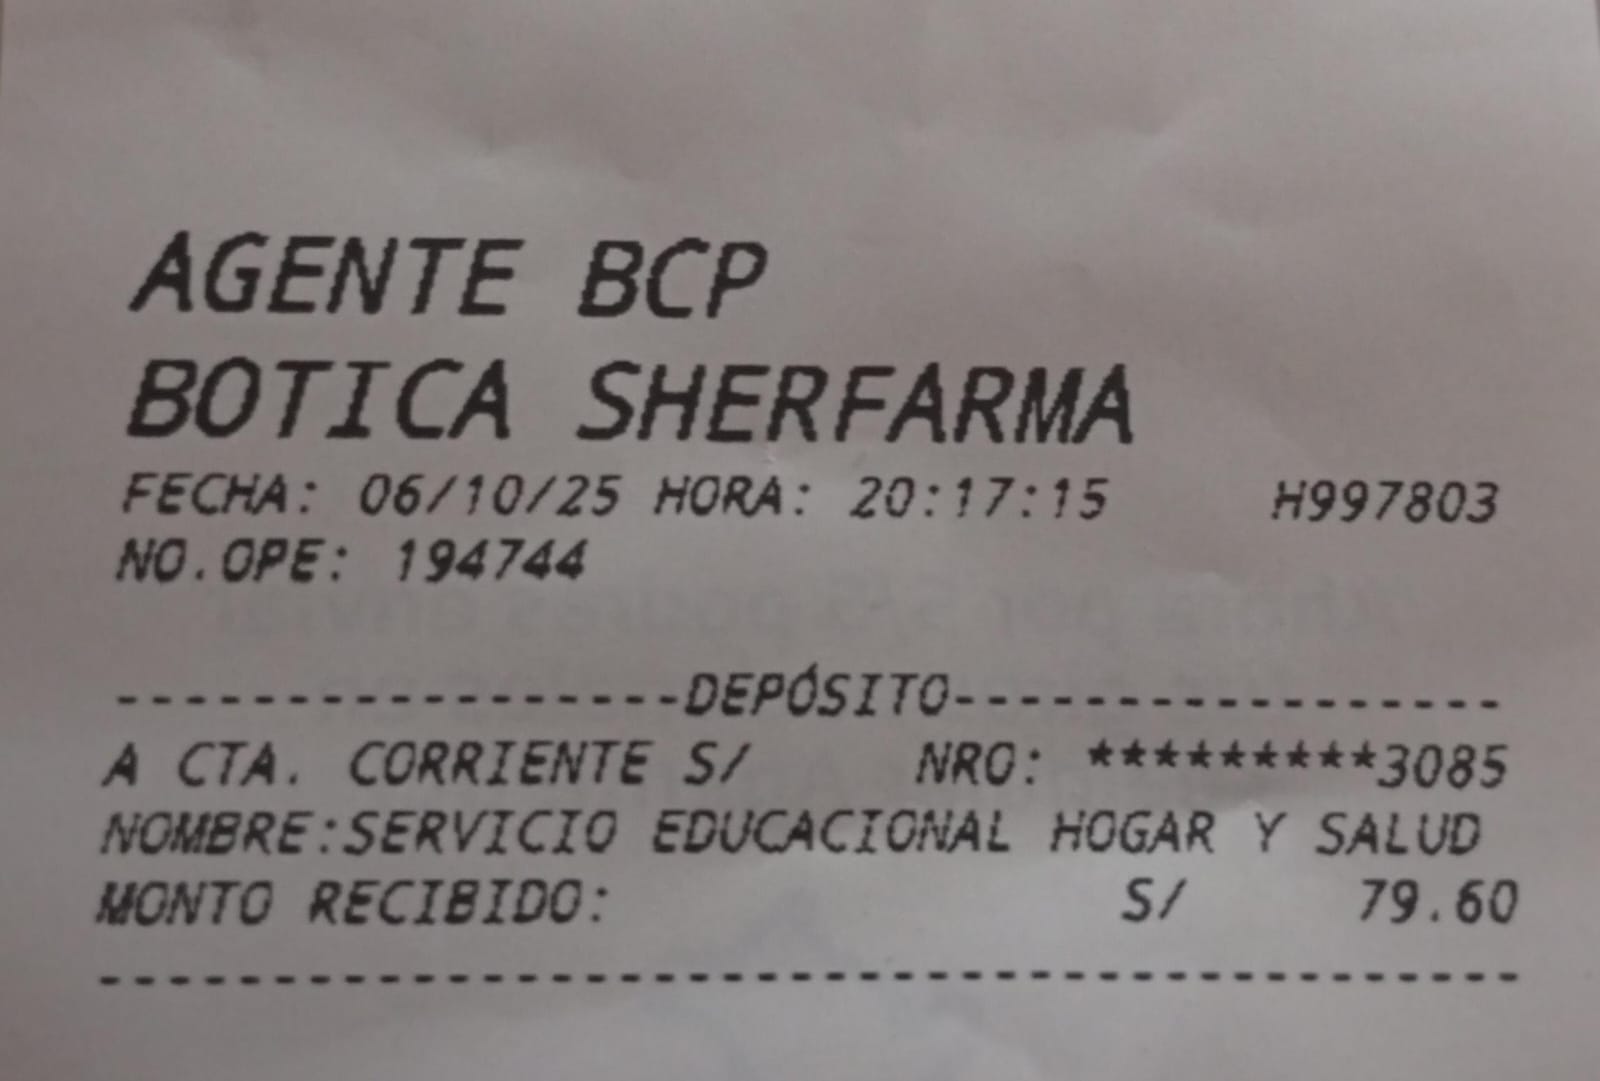 AGENTE BCP
BOTICA SHERFARMA
FECHA: 06/10/25 HORA: 20:17:15 H997803
NO.OPE: 194744
------------------DEPÓSITO-----------------
A CTA. CORRIENTE S/ NRO: *********3085
NOMBRE:SERVICIO EDUCACIONAL HOGAR Y SALUD
MONTO RECIBIDO: S/ 79.60
-----------------------------------------